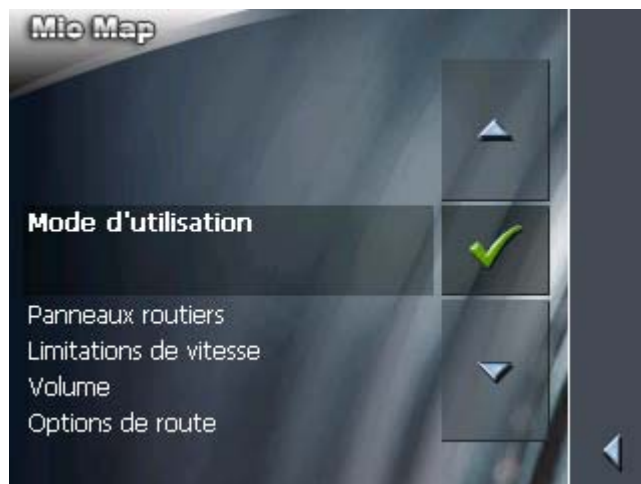 Mio Map
Mode d'utilisation
Panneaux routiers
Limitations de vitesse
Volume
Options de route